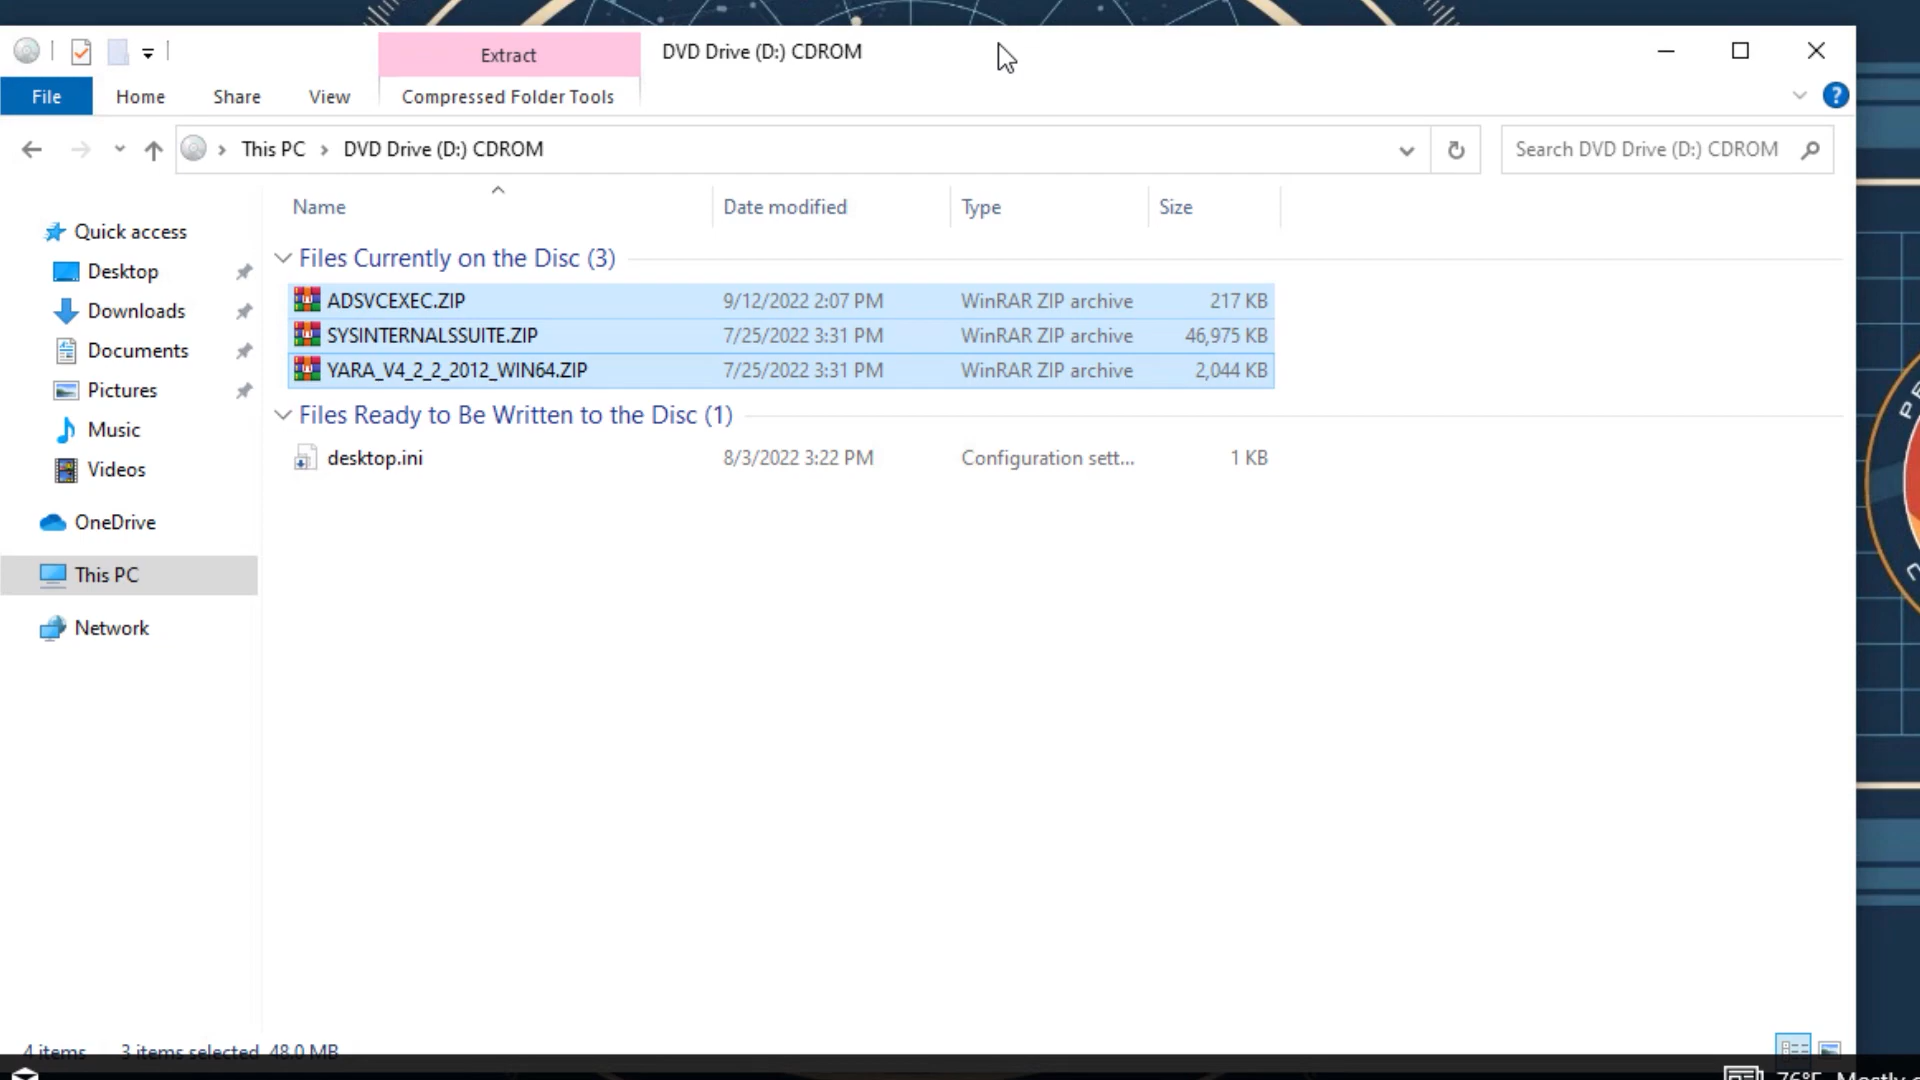 Extract
DVD Drive (D:) CDROM
File
Home
Share
View
Compressed Folder Tools
?
This PC > DVD Drive (D:) CDROM
Search DVD Drive (D:) CDROM
Name
Date modified
Type
Size
Quick access
Desktop
Downloads
Documents
Pictures
Music
Videos
OneDrive
This PC
Network
Files Currently on the Disc (3)
ADSVCEXEC.ZIP 9/12/2022 2:07 PM WinRAR ZIP archive 217 KB
SYSINTERNALSSUITE.ZIP 7/25/2022 3:31 PM WinRAR ZIP archive 46,975 KB
YARA_V4_2_2_2012_WIN64.ZIP 7/25/2022 3:31 PM WinRAR ZIP archive 2,044 KB
Files Ready to Be Written to the Disc (1)
desktop.ini 8/3/2022 3:22 PM Configuration sett... 1 KB
4 items 3 items selected 48.0 MB
76°F Mostly